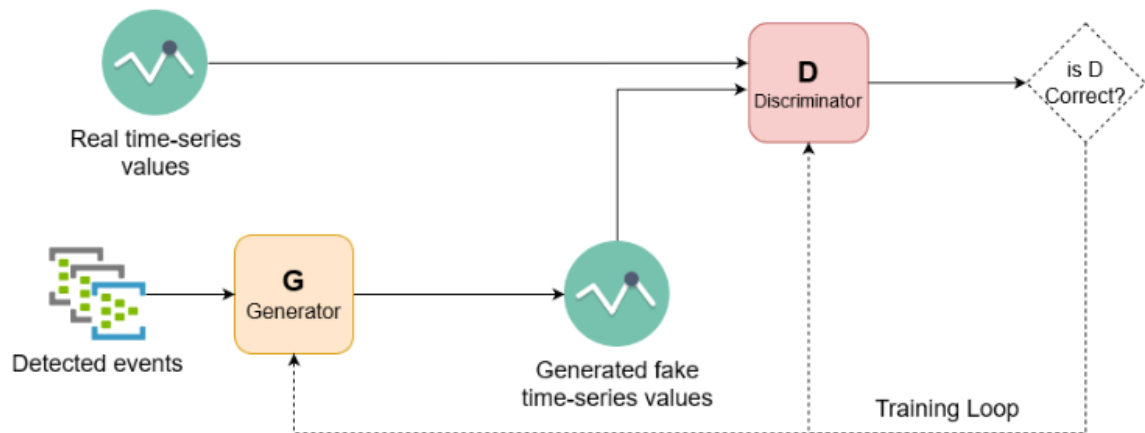 Real time-series
values
D
Discriminator
is D
Correct?
Detected events
G
Generator
Generated fake
time-series values
Training Loop